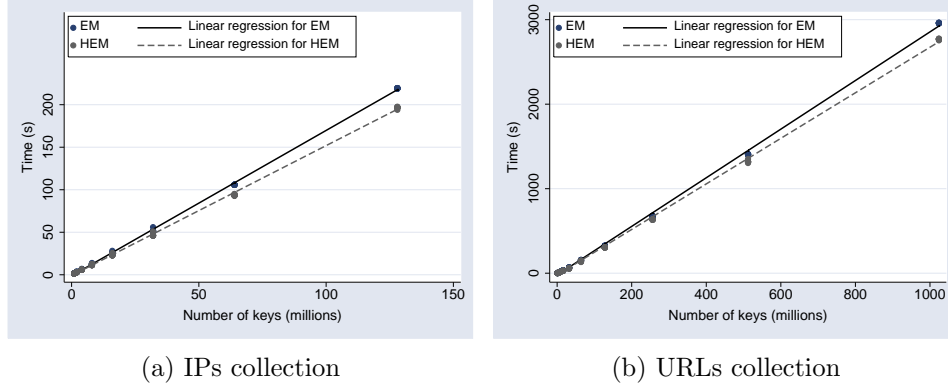 EM Linear regression for EM
HEM Linear regression for HEM
Time (s)
200
150
100
50
0
0 50 100 150
Number of keys (millions)
(a) IPs collection
EM Linear regression for EM
HEM Linear regression for HEM
Time (s)
3000
2000
1000
0
0 200 400 600 800 1000
Number of keys (millions)
(b) URLs collection